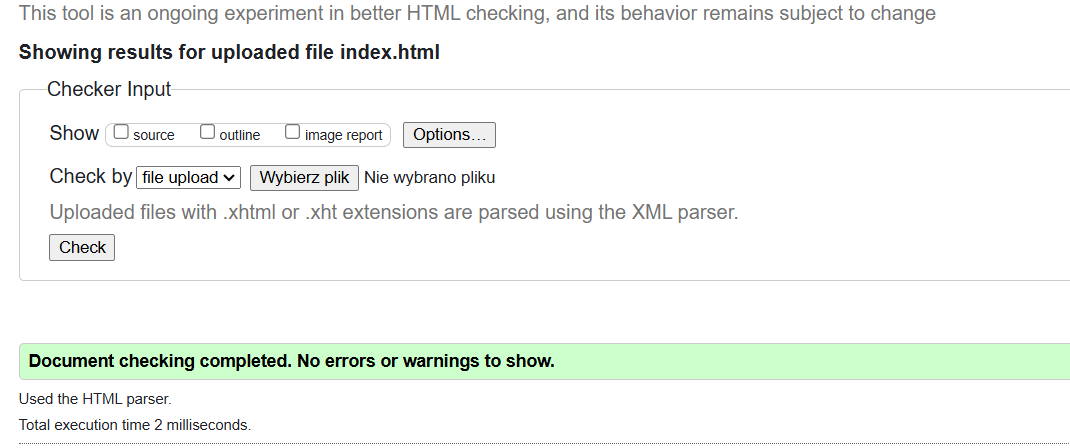 This tool is an ongoing experiment in better HTML checking, and its behavior remains subject to change
Showing results for uploaded file index.html
Checker Input
Show source outline image report Options...
Check by file upload Wybierz plik Nie wybrano pliku
Uploaded files with .xhtml or .xht extensions are parsed using the XML parser.
Check
Document checking completed. No errors or warnings to show.
Used the HTML parser.
Total execution time 2 milliseconds.